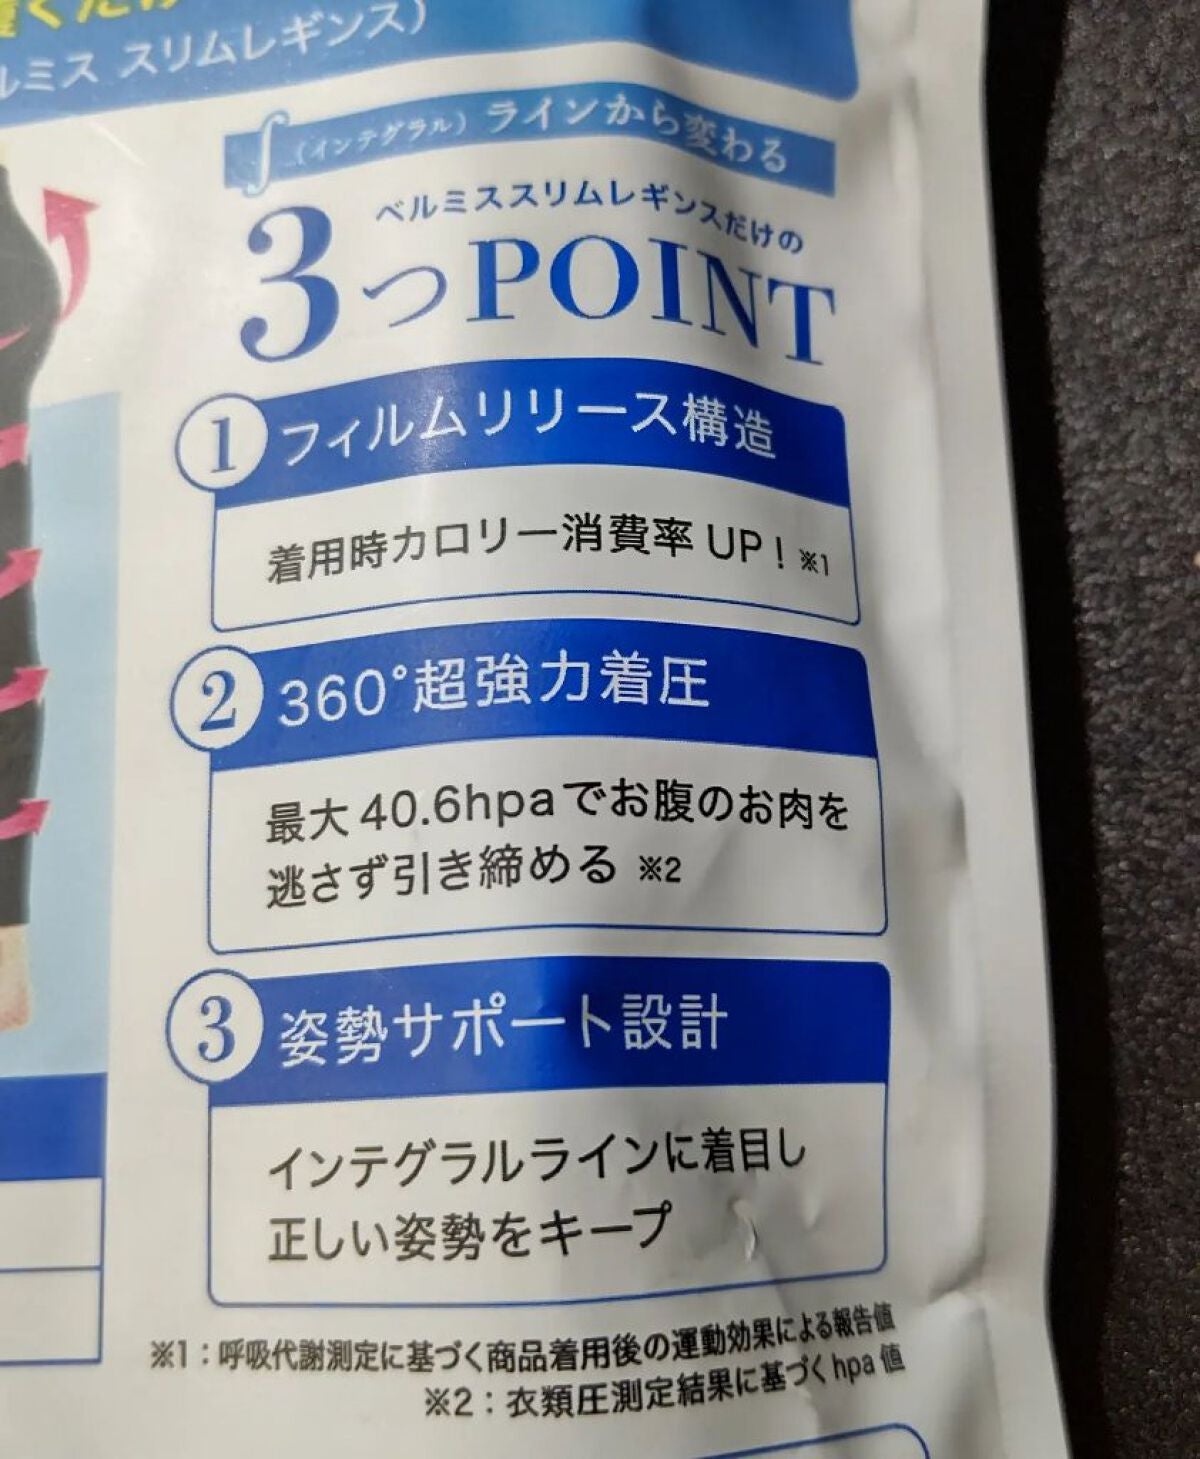 ルミス スリムレギンス)
∫(インテグラル)ラインから変わる
ベルミススリムレギンスだけの
3つPOINT
1 フィルムリリース構造
着用時カロリー消費率UP! ※1
2 360°超強力着圧
最大40.6hpaでお腹のお肉を
逃さず引き締める ※2
3 姿勢サポート設計
インテグラルラインに着目し
正しい姿勢をキープ
※1:呼吸代謝測定に基づく商品着用後の運動効果による報告値
※2:衣類圧測定結果に基づくhpa値